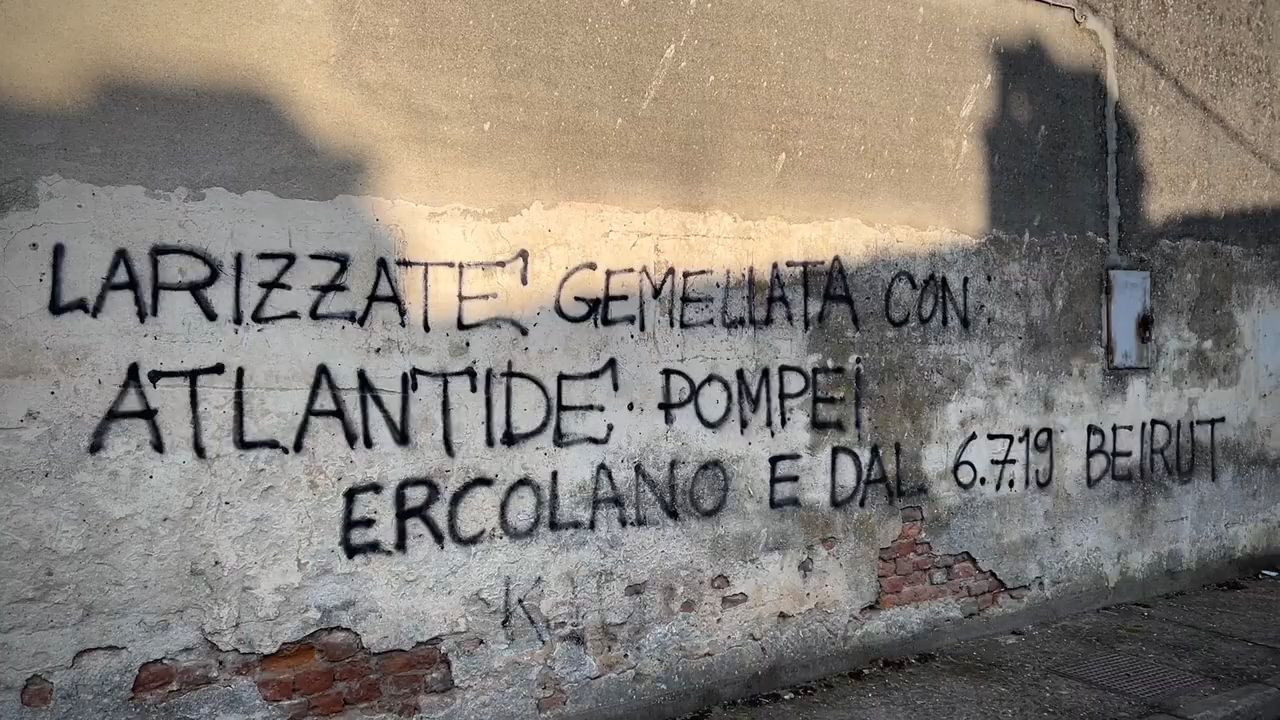 LARIZZATE' GEMELLATA CON:
ATLANTIDE' POMPEI
ERCOLANO E DAL 6.7.19 BEIRUT
K